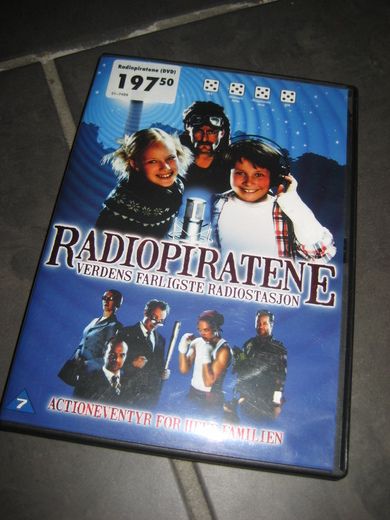 Radiopiratene (DVD)
197 50
RADIOPIRATENE
VERDENS FARLIGSTE RADIOSTASJON
ACTIONEVENTYR FOR HELE FAMILIEN
7